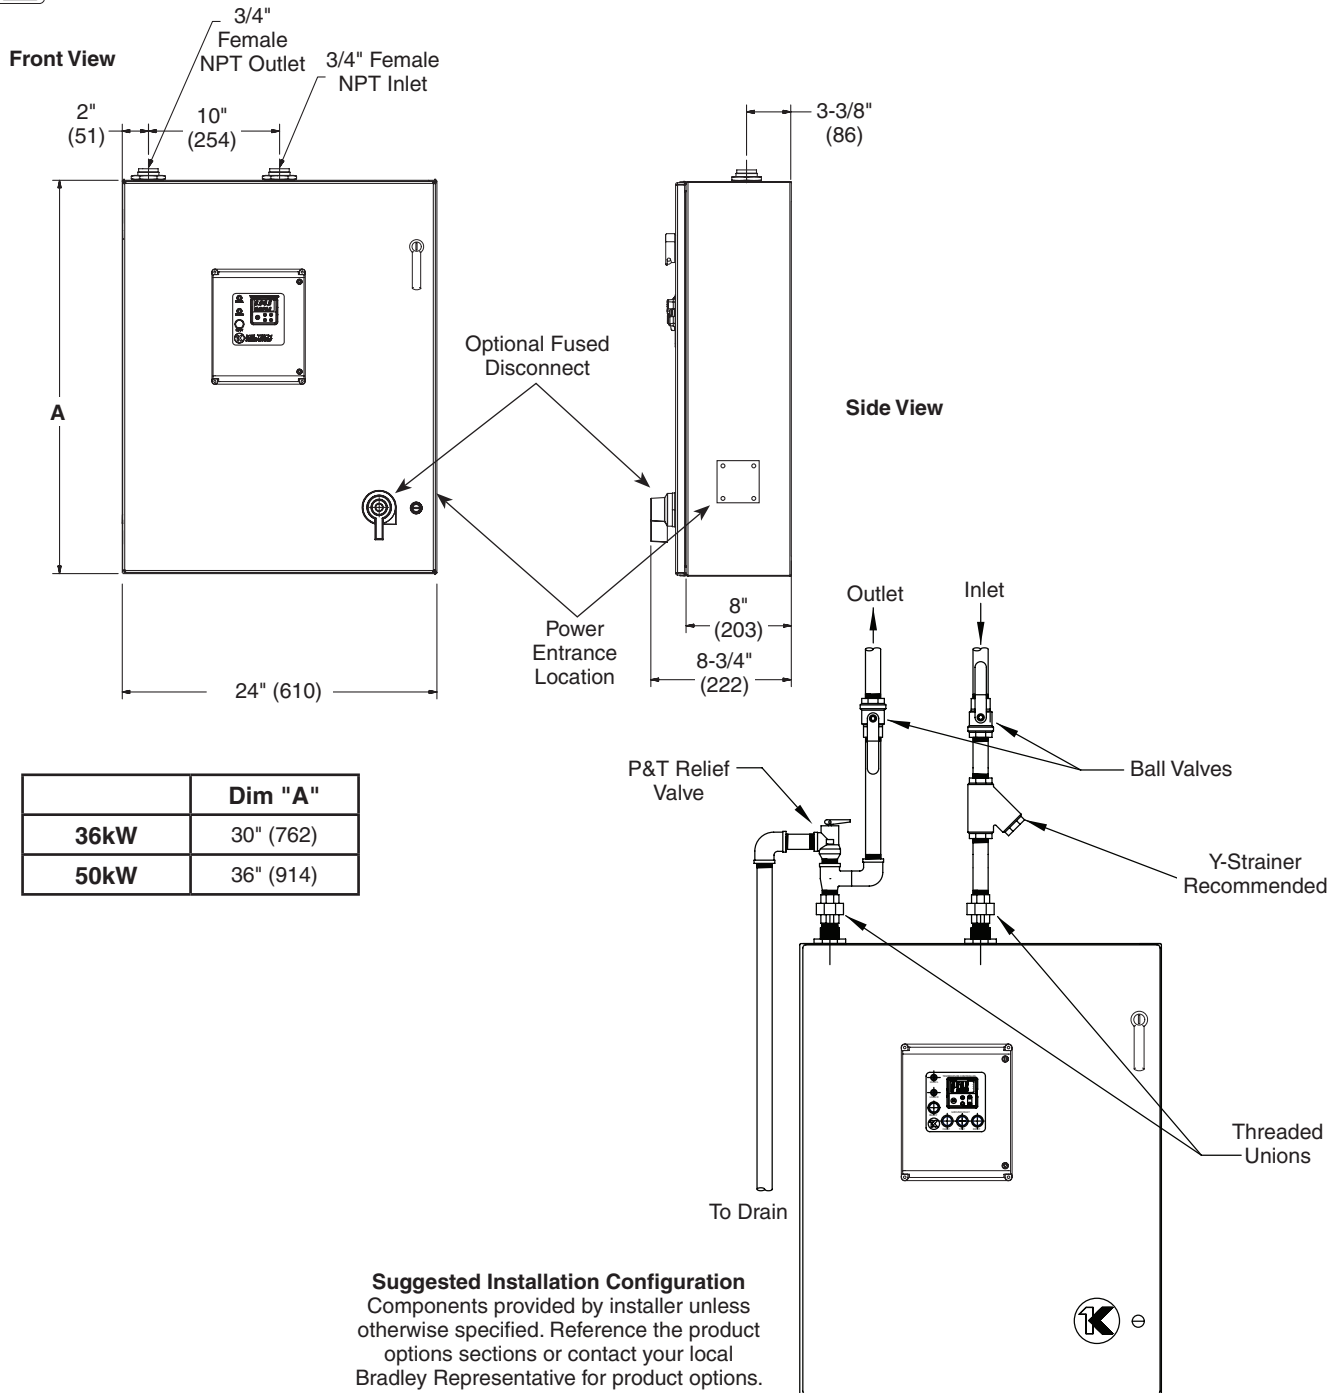 Front View
3/4"
Female
NPT Outlet
3/4" Female
NPT Inlet
2"
(51)
10"
(254)
3-3/8"
(86)
A
Optional Fused
Disconnect
Side View
Power
Entrance
Location
8"
(203)
8-3/4"
(222)
24" (610)
Outlet
Inlet
Ball Valves
P&T Relief
Valve
Y-Strainer
Recommended
Dim "A"
36kW 30" (762)
50kW 36" (914)
Threaded
Unions
To Drain
Suggested Installation Configuration
Components provided by installer unless
otherwise specified. Reference the product
options sections or contact your local
Bradley Representative for product options.